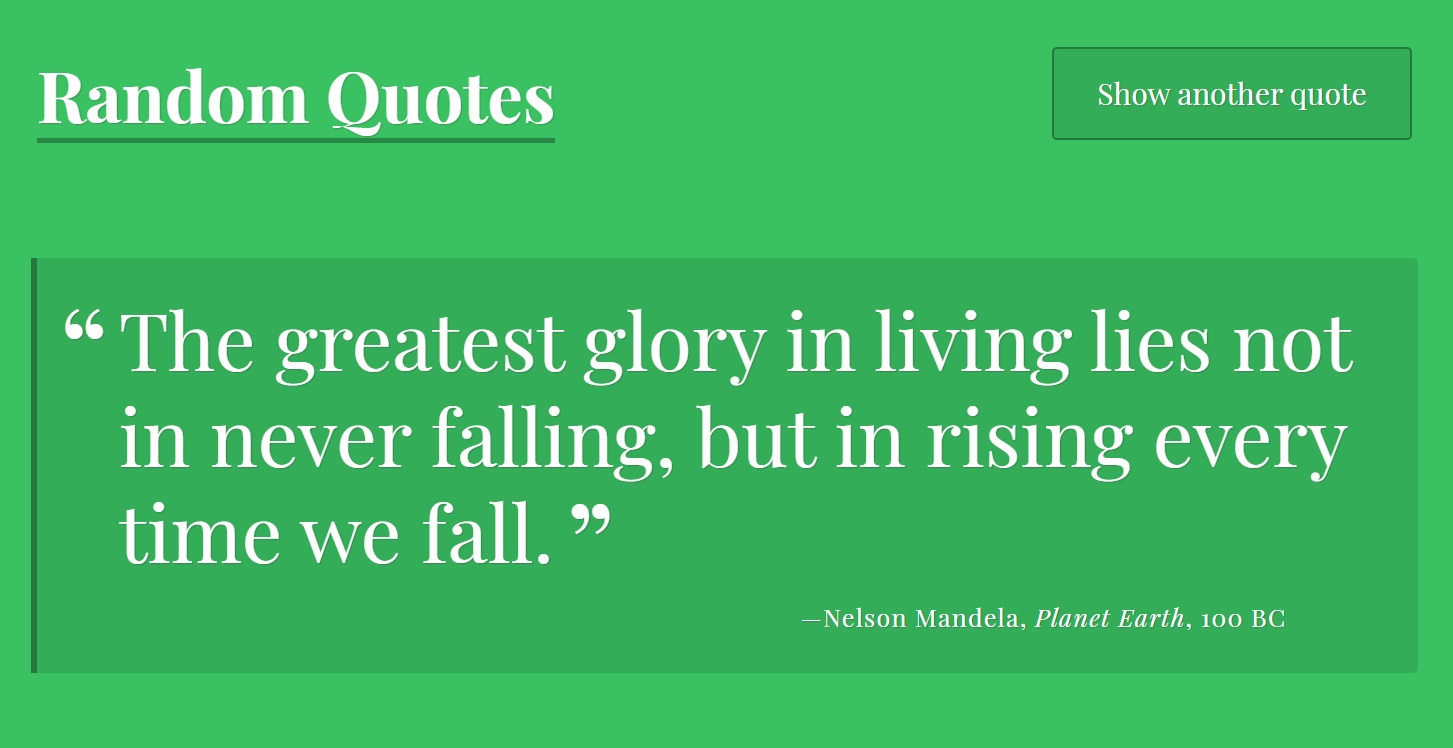 Random Quotes
Show another quote
“The greatest glory in living lies not
in never falling, but in rising every
time we fall.”
—Nelson Mandela, Planet Earth, 100 BC